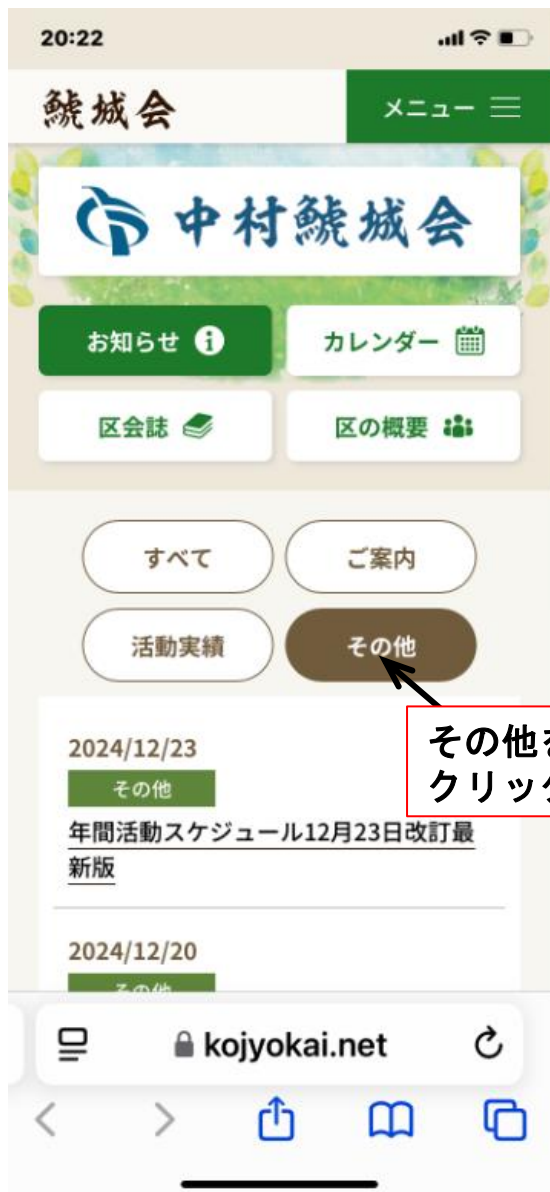 20:22
鯱城会
メニュー
中村鯱城会
お知らせ
カレンダー
区会誌
区の概要
すべて
ご案内
活動実績
その他
その他を
クリック
2024/12/23
その他
年間活動スケジュール12月23日改訂最
新版
2024/12/20
その他
kojyokai.net